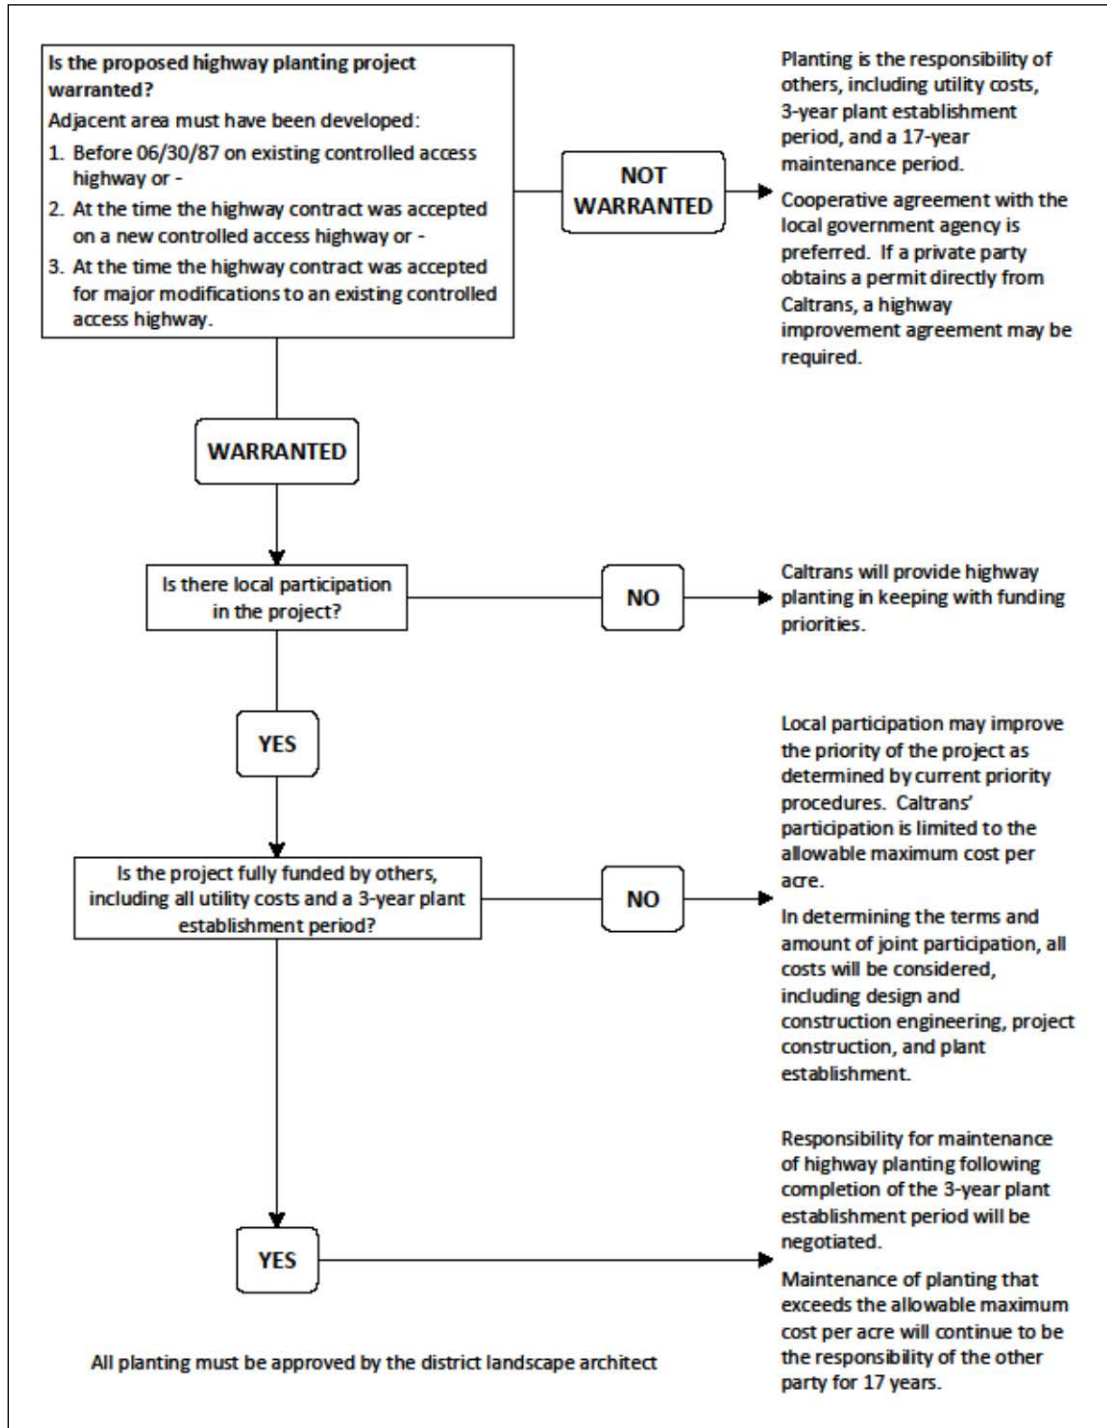 Is the proposed highway planting project
warranted?
Adjacent area must have been developed:
1. Before 06/30/87 on existing controlled access
highway or -
2. At the time the highway contract was accepted
on a new controlled access highway or -
3. At the time the highway contract was accepted
for major modifications to an existing controlled
access highway.
NOT
WARRANTED
Planting is the responsibility of
others, including utility costs,
3-year plant establishment
period, and a 17-year
maintenance period.
Cooperative agreement with the
local government agency is
preferred. If a private party
obtains a permit directly from
Caltrans, a highway
improvement agreement may be
required.
WARRANTED
Is there local participation
in the project?
NO
Caltrans will provide highway
planting in keeping with funding
priorities.
YES
Is the project fully funded by others,
including all utility costs and a 3-year plant
establishment period?
NO
Local participation may improve
the priority of the project as
determined by current priority
procedures. Caltrans'
participation is limited to the
allowable maximum cost per
acre.
In determining the terms and
amount of joint participation, all
costs will be considered,
including design and
construction engineering, project
construction, and plant
establishment.
YES
Responsibility for maintenance
of highway planting following
completion of the 3-year plant
establishment period will be
negotiated.
Maintenance of planting that
exceeds the allowable maximum
cost per acre will continue to be
the responsibility of the other
party for 17 years.
All planting must be approved by the district landscape architect